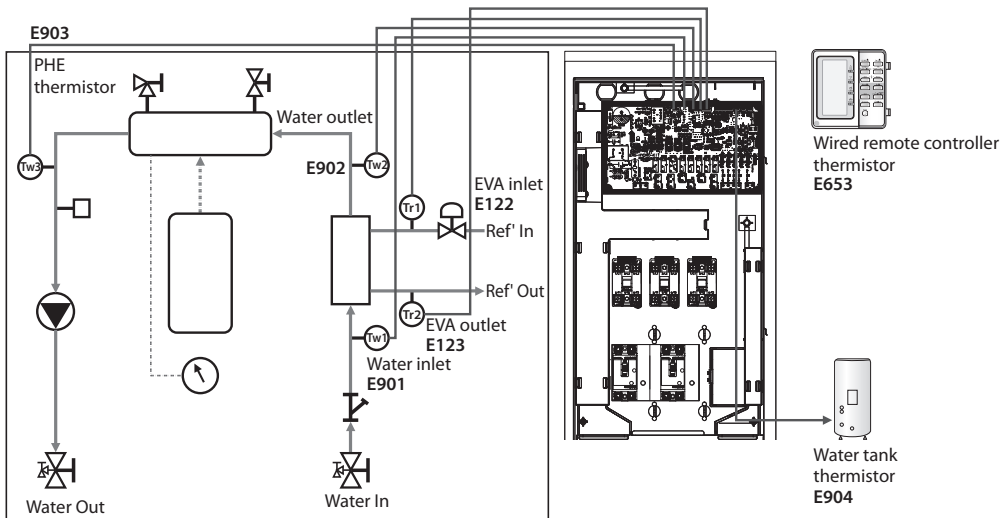 E903
PHE
thermistor
Water outlet
Tw3
E902
Tw2
EVA inlet
E122
Tr1
Ref' In
Ref' Out
Tr2
EVA outlet
E123
Tw1
Water inlet
E901
Water Out
Water In
Wired remote controller
thermistor
E653
Water tank
thermistor
E904